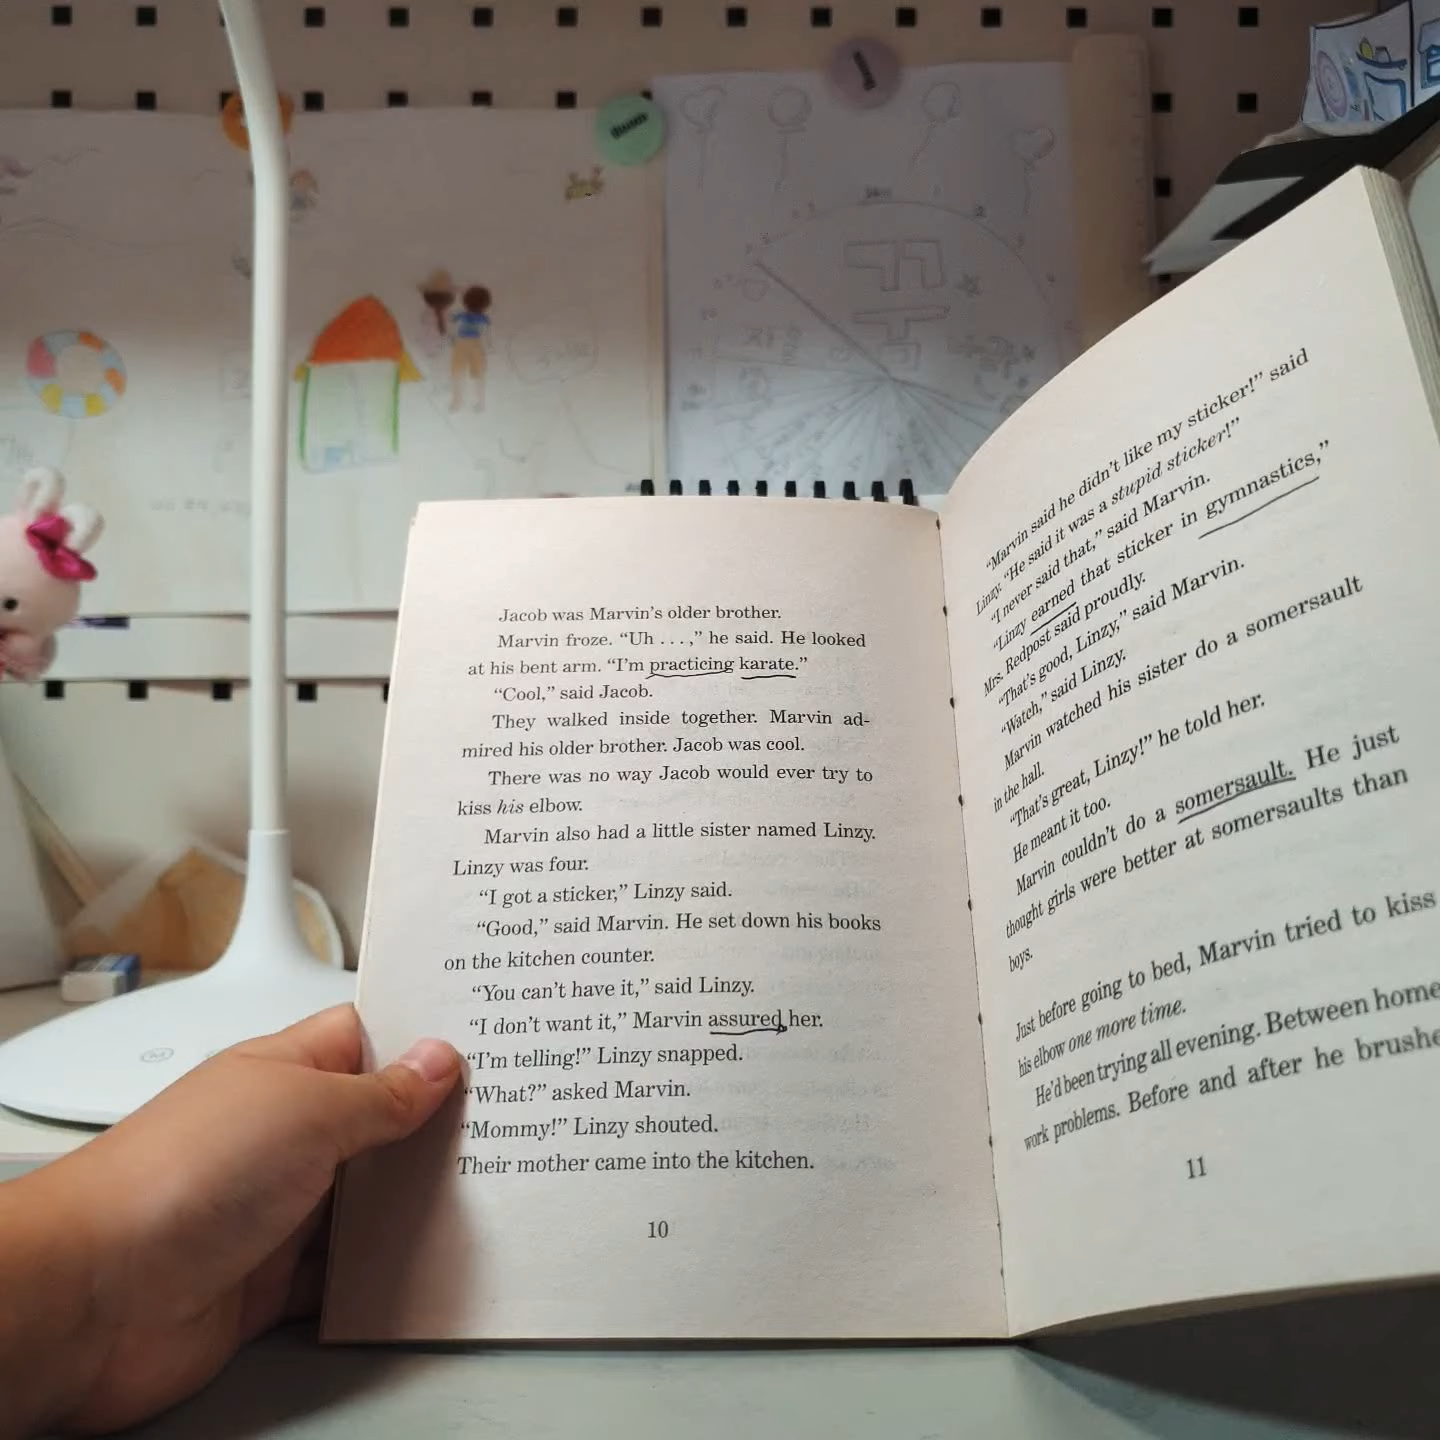 Jacob was Marvin's older brother.
Marvin froze. “Uh . . . ,” he said. He looked
at his bent arm. “I'm practicing karate.”
“Cool,” said Jacob.
They walked inside together. Marvin ad-
mired his older brother. Jacob was cool.
There was no way Jacob would ever try to
kiss his elbow.
Marvin also had a little sister named Linzy.
Linzy was four.
“I got a sticker,” Linzy said.
“Good,” said Marvin. He set down his books
on the kitchen counter.
“You can't have it,” said Linzy.
“I don't want it,” Marvin assured her.
“I'm telling!” Linzy snapped.
“What?” asked Marvin.
“Mommy!” Linzy shouted.
Their mother came into the kitchen.
10
“Marvin said he didn't like my sticker!” said
Linzy. “He said it was a stupid sticker!”
“I never said that,” said Marvin.
“Linzy earned that sticker in gymnastics,”
Mrs. Redpost said proudly.
“That's good, Linzy,” said Marvin.
“Watch,” said Linzy.
Marvin watched his sister do a somersault
in the hall.
“That's great, Linzy!” he told her.
He meant it too.
Marvin couldn't do a somersault. He just
thought girls were better at somersaults than
boys.
Just before going to bed, Marvin tried to kiss
his elbow one more time.
He'd been trying all evening. Between home
work problems. Before and after he brushe
11